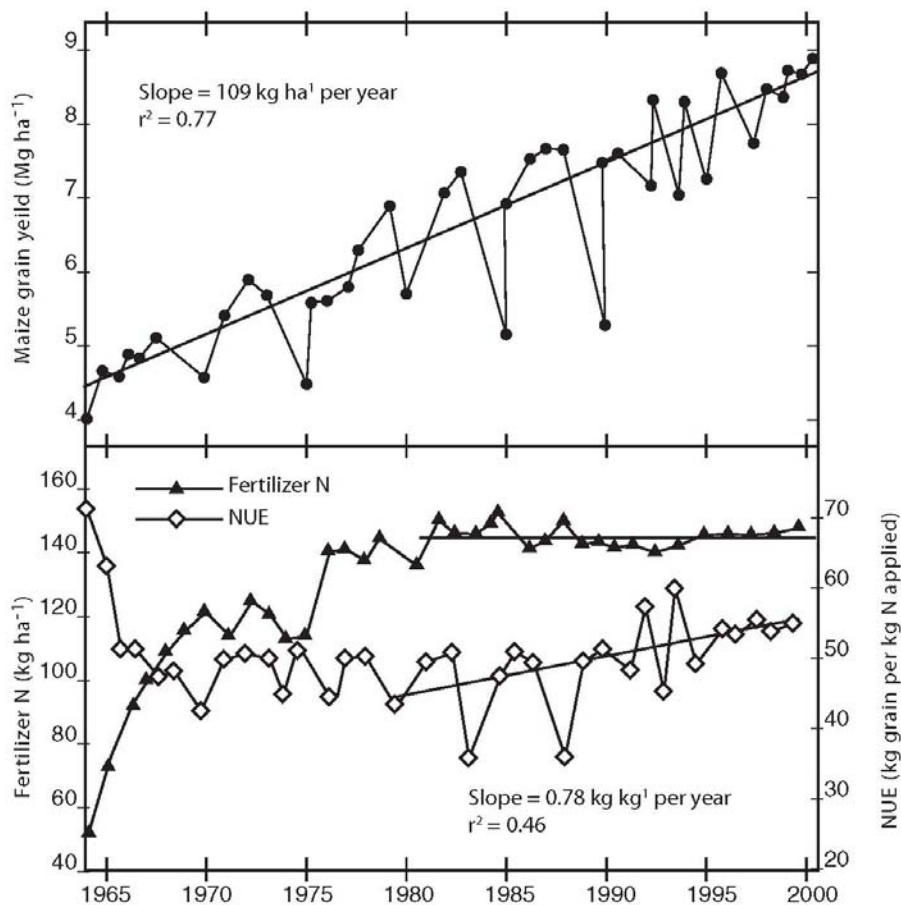 9
8
7
6
5
4
Maize grain yeild (Mg ha⁻¹)
Slope = 109 kg ha¹ per year
r² = 0.77
160
140
120
100
80
60
40
Fertilizer N (kg ha⁻¹)
Fertilizer N
NUE
70
60
50
40
30
20
NUE (kg grain per kg N applied)
Slope = 0.78 kg kg¹ per year
r² = 0.46
1965 1970 1975 1980 1985 1990 1995 2000